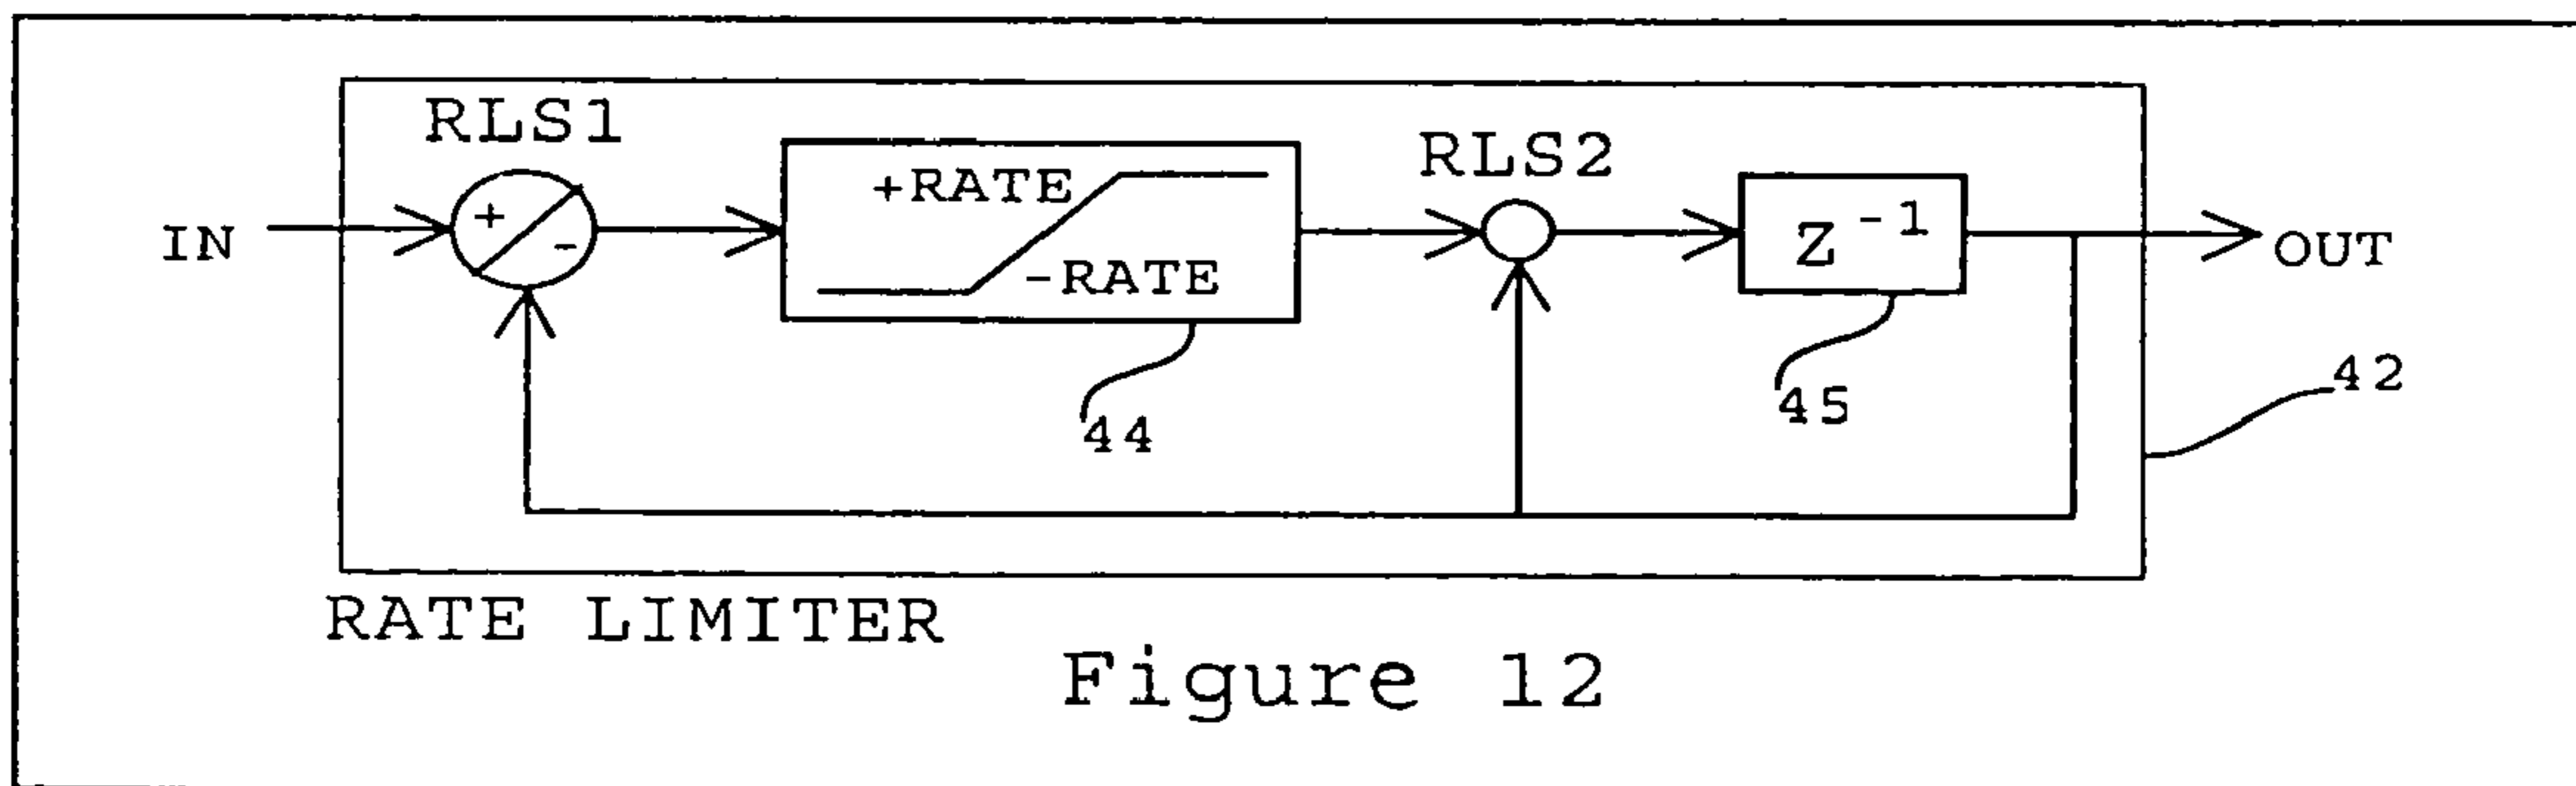 RLS1
+
-
+RATE
-RATE
RLS2
Z⁻¹
IN
OUT
44
45
42
RATE LIMITER
Figure 12